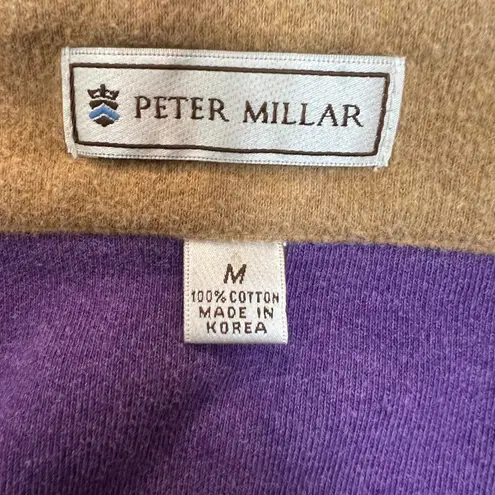 PETER MILLAR
M
100% COTTON
MADE IN
KOREA